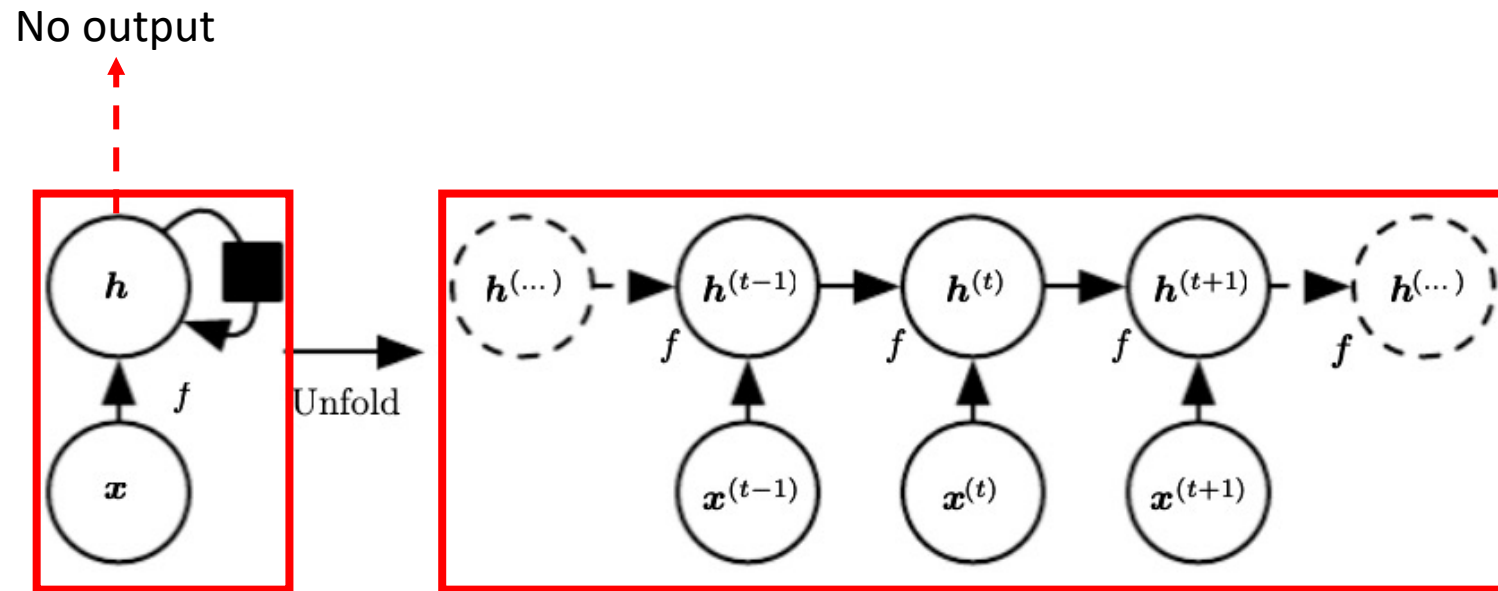 No output
h
h^(...)
h^(t−1)
h^(t)
h^(t+1)
h^(...)
f
f
f
f
f
Unfold
x
x^(t−1)
x^(t)
x^(t+1)